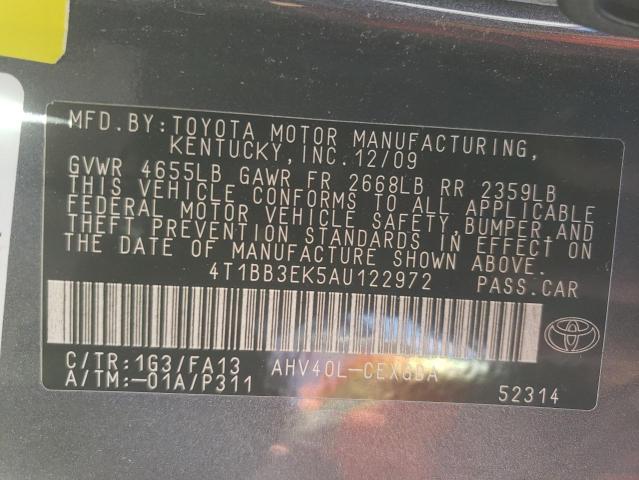 MFD.BY:TOYOTA MOTOR MANUFACTURING,
KENTUCKY,INC.12/09
GVWR 4655LB GAWR FR 2668LB RR 2359LB
THIS VEHICLE CONFORMS TO ALL APPLICABLE
FEDERAL MOTOR VEHICLE SAFETY,BUMPER,AND
THEFT PREVENTION STANDARDS IN EFFECT ON
THE DATE OF MANUFACTURE SHOWN ABOVE.
4T1BB3EK5AU122972 PASS.CAR
C/TR:1G3/FA13 AHV40L-CEXGBA
A/TM:-01A/P311
52314